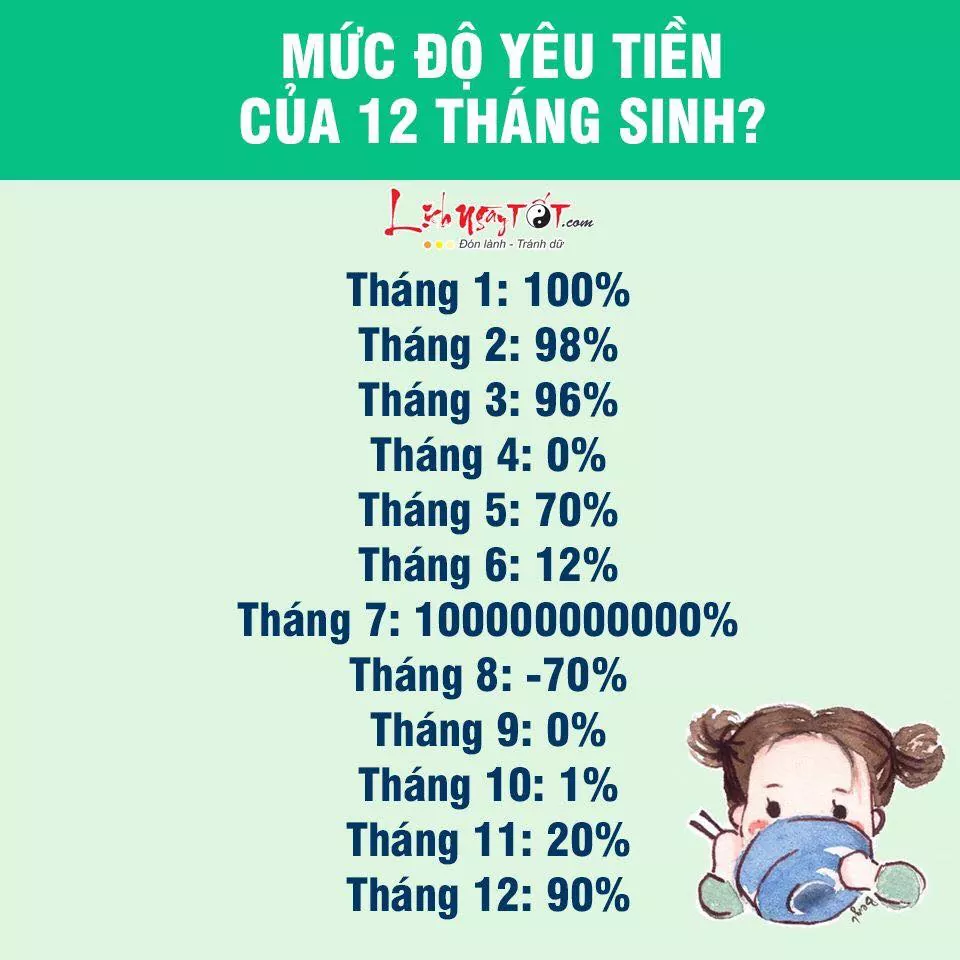 MỨC ĐỘ YÊU TIỀN
CỦA 12 THÁNG SINH?
LịchNgàyTỐT.com
Đón lành - Tránh dữ
Tháng 1: 100%
Tháng 2: 98%
Tháng 3: 96%
Tháng 4: 0%
Tháng 5: 70%
Tháng 6: 12%
Tháng 7: 100000000000%
Tháng 8: -70%
Tháng 9: 0%
Tháng 10: 1%
Tháng 11: 20%
Tháng 12: 90%